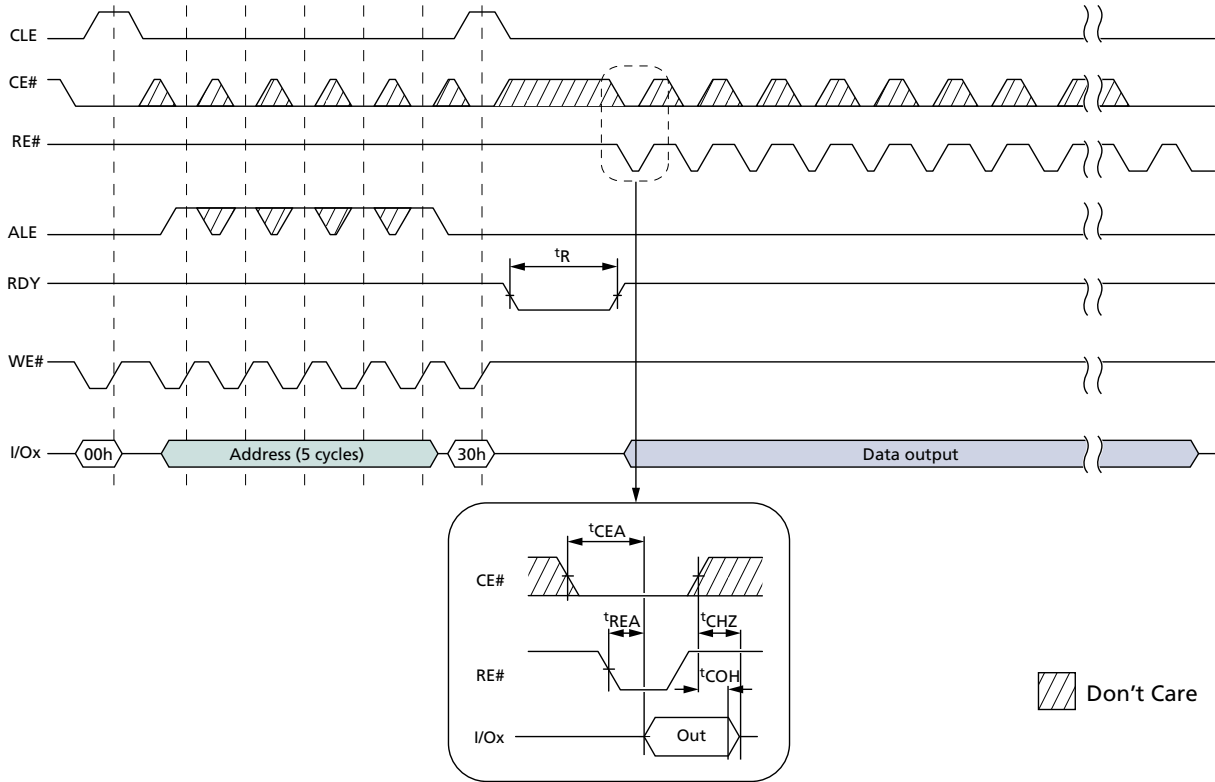 CLE
CE#
RE#
ALE
tR
RDY
WE#
I/Ox
00h
Address (5 cycles)
30h
Data output
tCEA
CE#
tREA
tCHZ
RE#
tCOH
I/Ox
Out
Don't Care